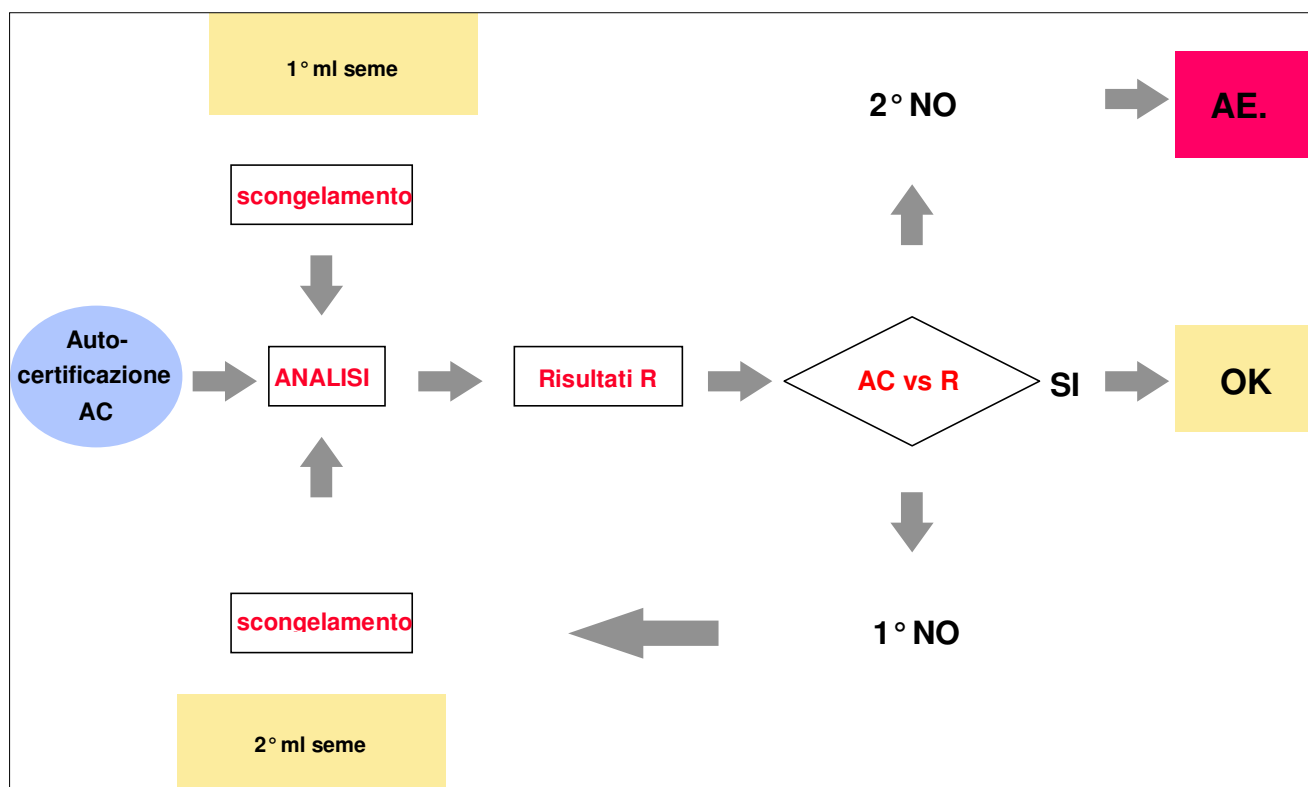 1° ml seme
2° NO
AE.
scongelamento
Auto-
certificazione
AC
ANALISI
Risultati R
AC vs R
SI
OK
scongelamento
1° NO
2° ml seme